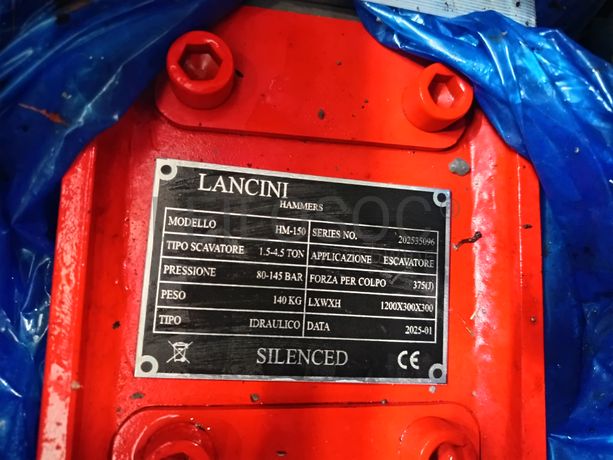 LANCINI
HAMMERS
MODELLO HM-150 SERIES NO. 202535096
TIPO SCAVATORE 1.5-4.5 TON APPLICAZIONE ESCAVATORE
PRESSIONE 80-145 BAR FORZA PER COLPO 375(J)
PESO 140 KG LXWXH 1200X300X300
TIPO IDRAULICO DATA 2025-01
SILENCED CE